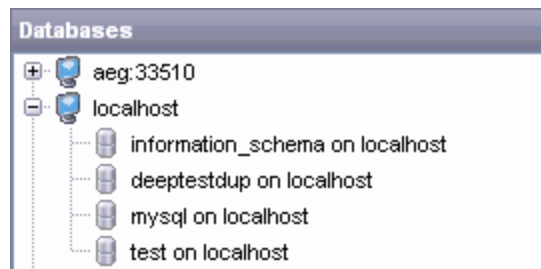 Databases
aeg:33510
localhost
information_schema on localhost
deeptestdup on localhost
mysql on localhost
test on localhost